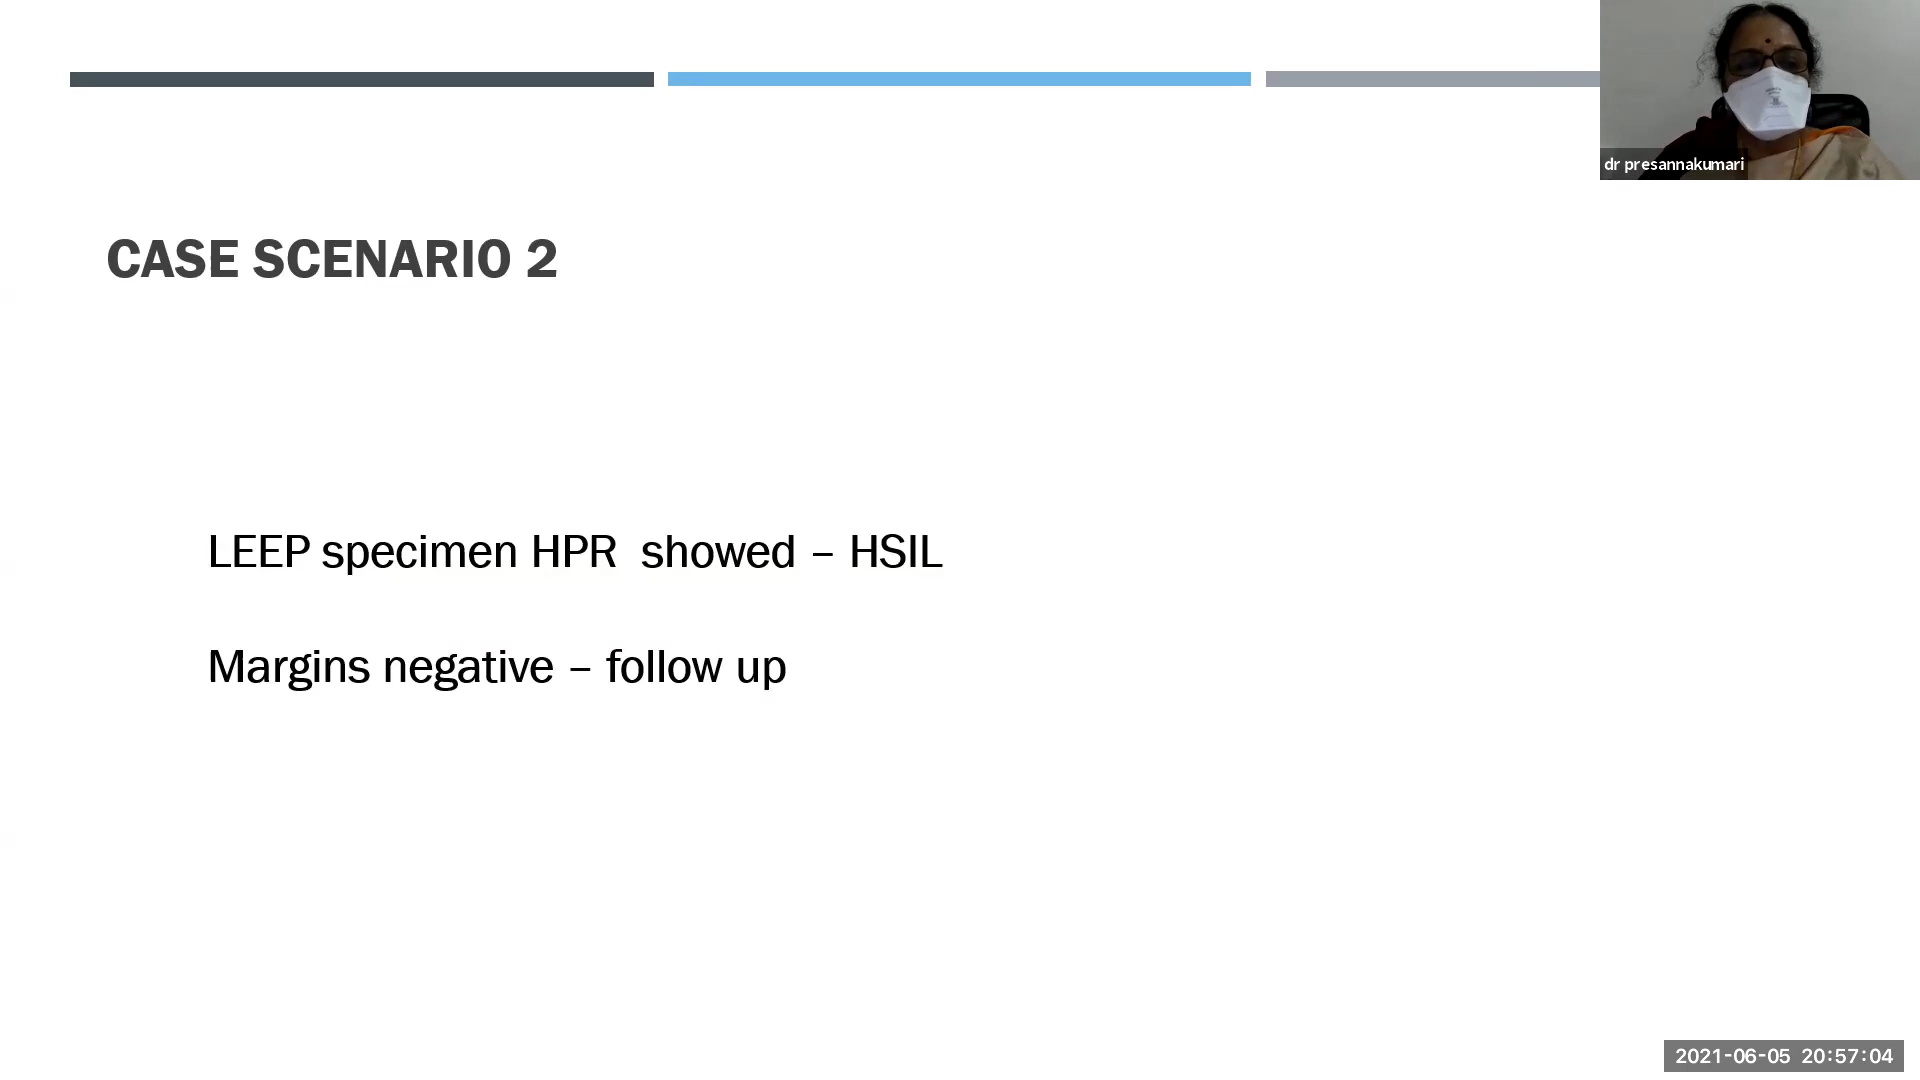 dr presannakumari
CASE SCENARIO 2
LEEP specimen HPR showed – HSIL
Margins negative – follow up
2021-06-05 20:57:04